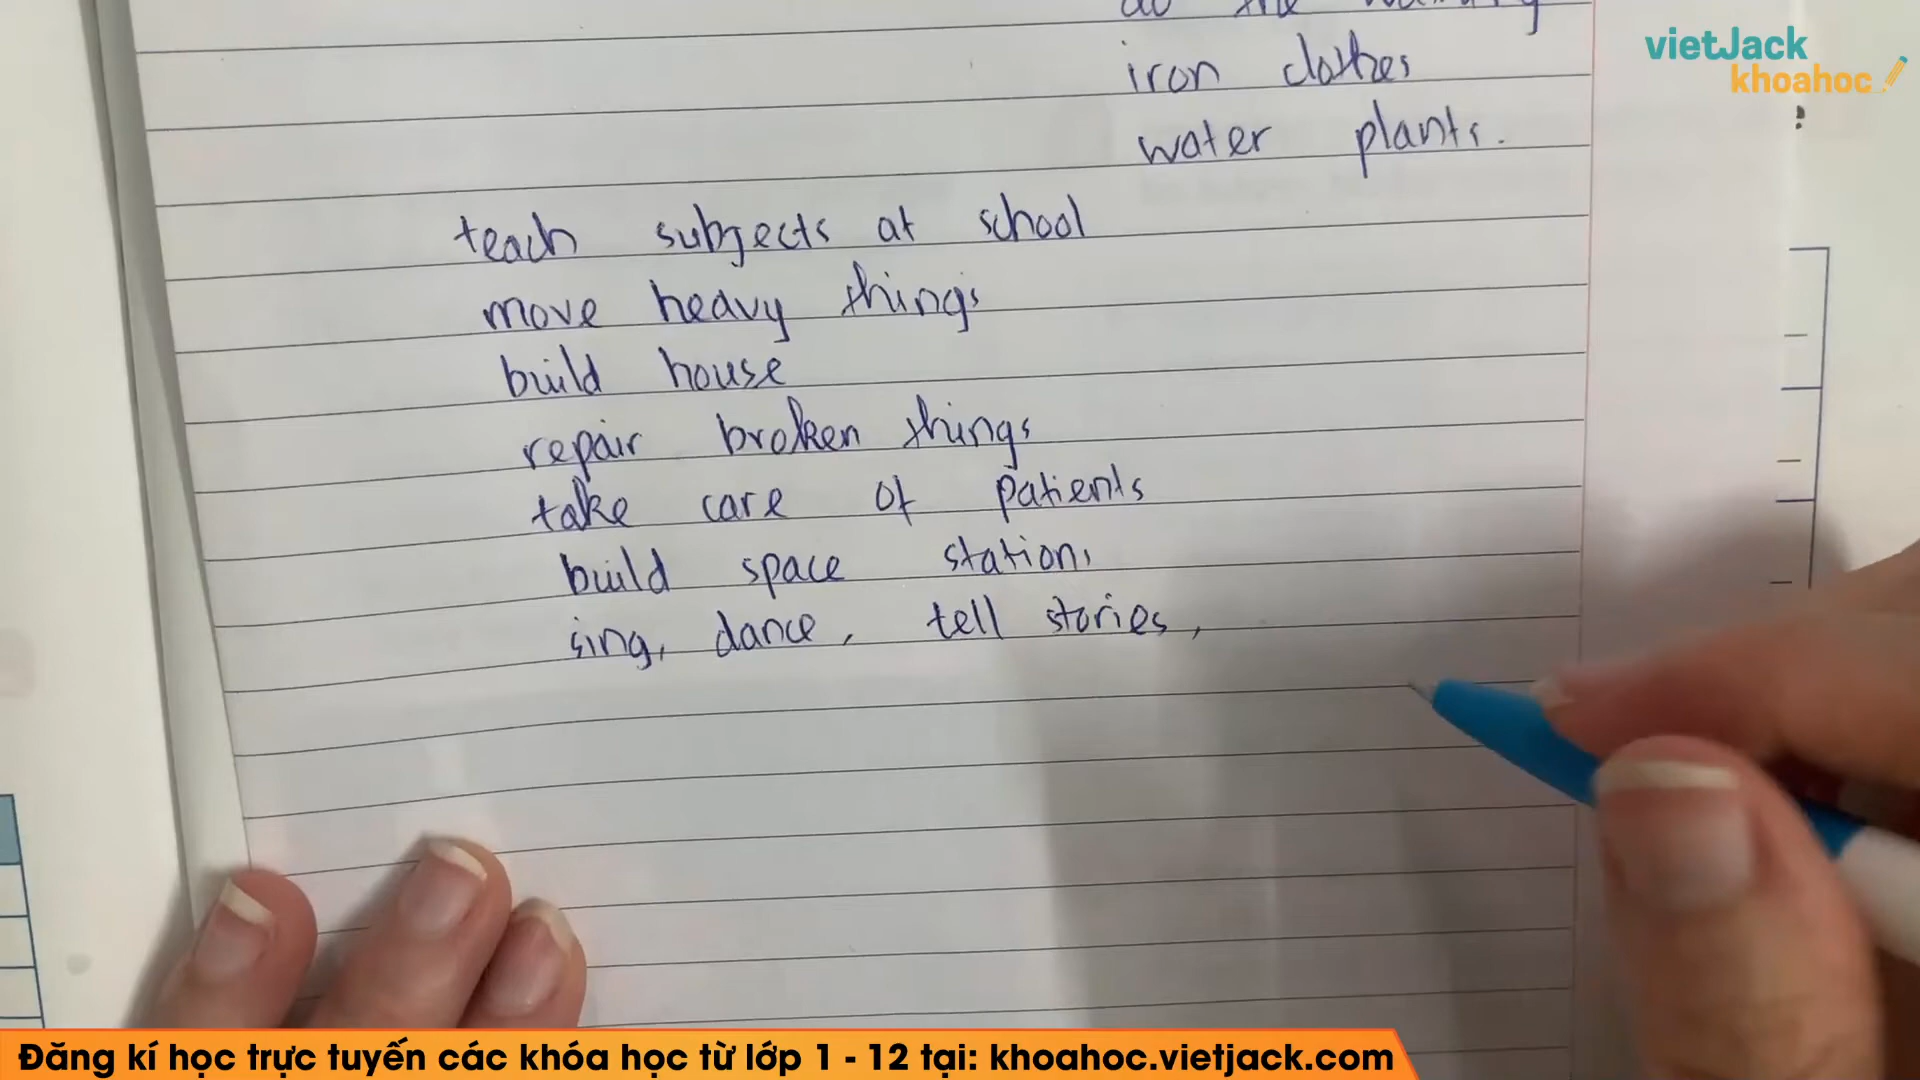 vietJack
khoahoc
iron clothes
water plants.
teach subjects at school
move heavy things
build house
repair broken things
take care of patients
build space station,
sing, dance, tell stories,
Đăng kí học trực tuyến các khóa học từ lớp 1 - 12 tại: khoahoc.vietjack.com